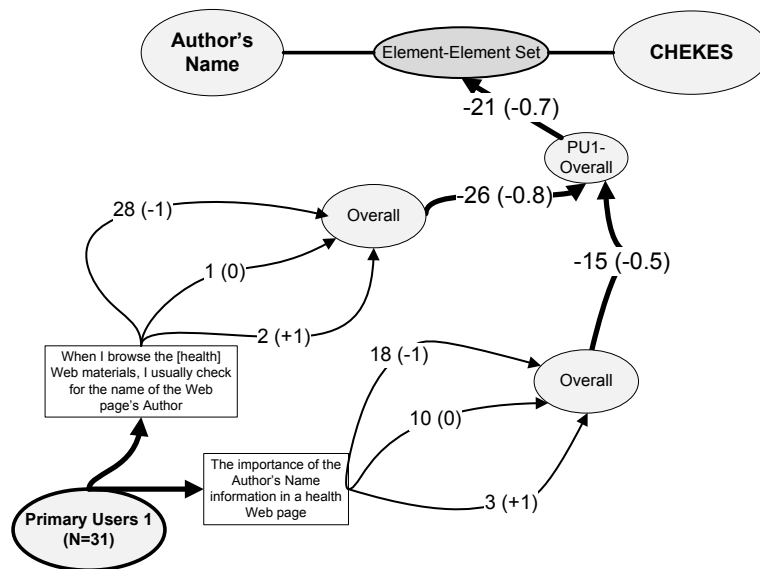 Author's
Name
Element-Element Set
CHEKES
-21 (-0.7)
PU1-
Overall
28 (-1)
Overall
-26 (-0.8)
1 (0)
-15 (-0.5)
2 (+1)
When I browse the [health]
Web materials, I usually check
for the name of the Web
page's Author
18 (-1)
Overall
10 (0)
The importance of the
Author's Name
information in a health
Web page
3 (+1)
Primary Users 1
(N=31)